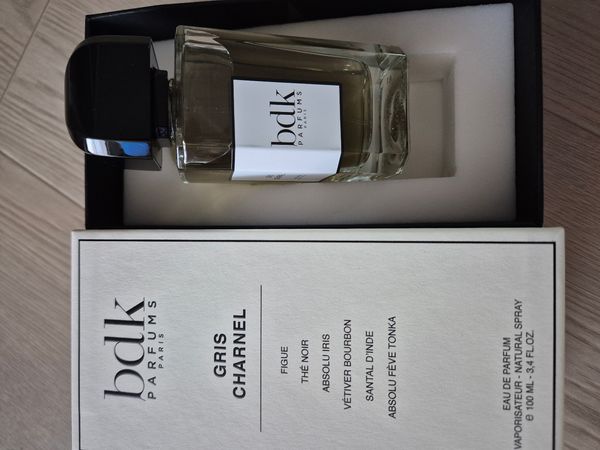 bdk
PARFUMS
PARIS
bdk
PARFUMS
PARIS
GRIS
CHARNEL
FIGUE
THÉ NOIR
ABSOLU IRIS
VÉTIVER BOURBON
SANTAL D'INDE
ABSOLU FÈVE TONKA
EAU DE PARFUM
VAPORISATEUR - NATURAL SPRAY
e 100 ML - 3,4 FL.OZ.